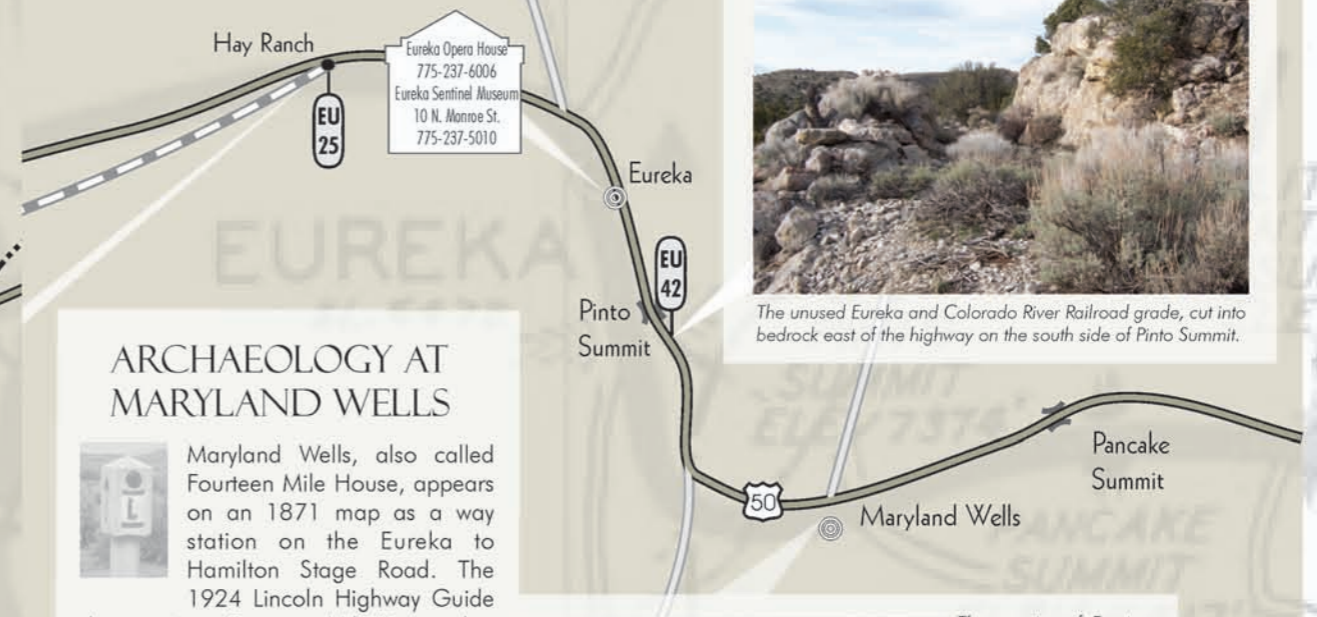 Hay Ranch
EU
25
Eureka Opera House
775-237-6006
Eureka Sentinel Museum
10 N. Monroe St.
775-237-5010
Eureka
EUREKA
EU
42
Pinto
Summit
The unused Eureka and Colorado River Railroad grade, cut into
bedrock east of the highway on the south side of Pinto Summit.
SUMMIT
ELEV 7374'
50
Maryland Wells
Pancake
Summit
PANCAKE
SUMMIT
ARCHAEOLOGY AT
MARYLAND WELLS
L
Maryland Wells, also called
Fourteen Mile House, appears
on an 1871 map as a way
station on the Eureka to
Hamilton Stage Road. The
1924 Lincoln Highway Guide